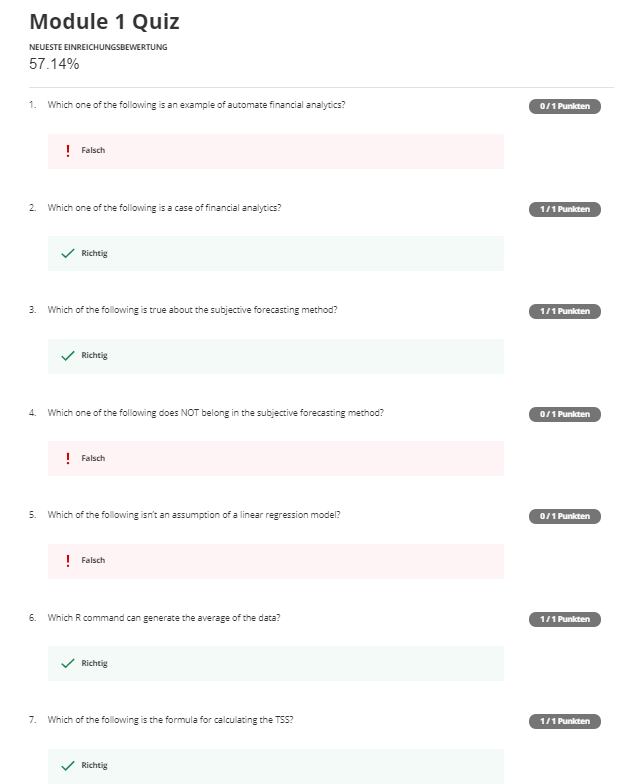 Module 1 Quiz
NEUESTE EINREICHUNGSBEWERTUNG
57.14%
1. Which one of the following is an example of automate financial analytics? 0 / 1 Punkten
Falsch
2. Which one of the following is a case of financial analytics? 1 / 1 Punkten
Richtig
3. Which of the following is true about the subjective forecasting method? 1 / 1 Punkten
Richtig
4. Which one of the following does NOT belong in the subjective forecasting method? 0 / 1 Punkten
Falsch
5. Which of the following isn't an assumption of a linear regression model? 0 / 1 Punkten
Falsch
6. Which R command can generate the average of the data? 1 / 1 Punkten
Richtig
7. Which of the following is the formula for calculating the TSS? 1 / 1 Punkten
Richtig